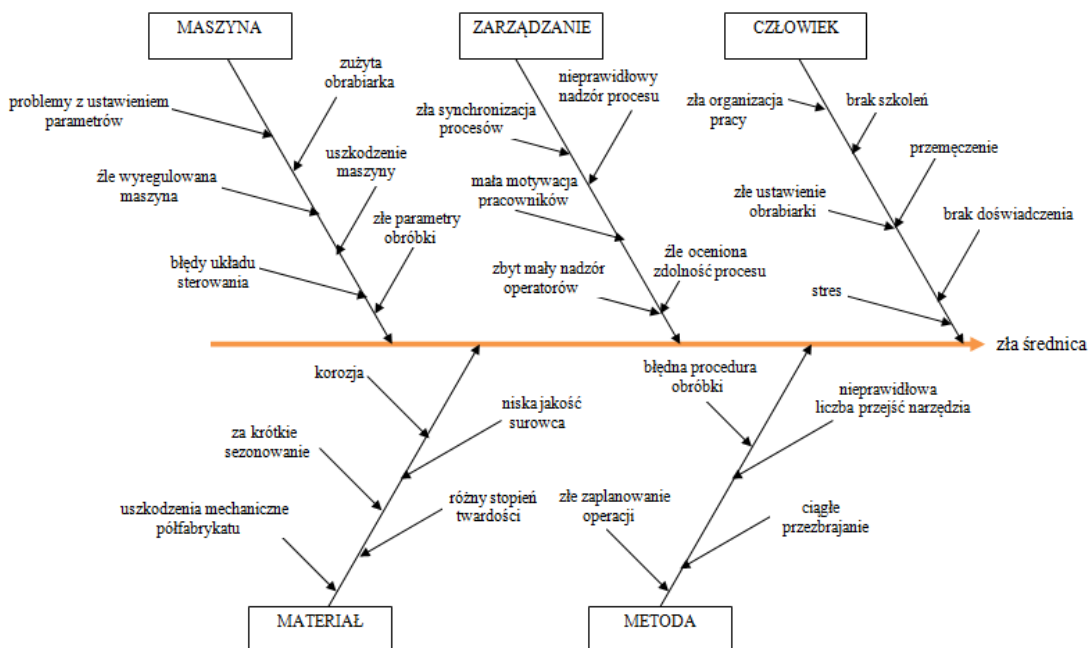 MASZYNA
ZARZĄDZANIE
CZŁOWIEK
zużyta
obrabiarka
problemy z ustawieniem
parametrów
uszkodzenie
maszyny
źle wyregulowana
maszyna
złe parametry
obróbki
błędy układu
sterowania
nieprawidłowy
nadzór procesu
zła synchronizacja
procesów
mała motywacja
pracowników
źle oceniona
zdolność procesu
zbyt mały nadzór
operatorów
zła organizacja
pracy
brak szkoleń
przemęczenie
złe ustawienie
obrabiarki
brak doświadczenia
stres
zła średnica
korozja
niska jakość
surowca
za krótkie
sezonowanie
różny stopień
twardości
uszkodzenia mechaniczne
półfabrykatu
błędna procedura
obróbki
nieprawidłowa
liczba przejść narzędzia
złe zaplanowanie
operacji
ciągłe
przezbrajanie
MATERIAŁ
METODA